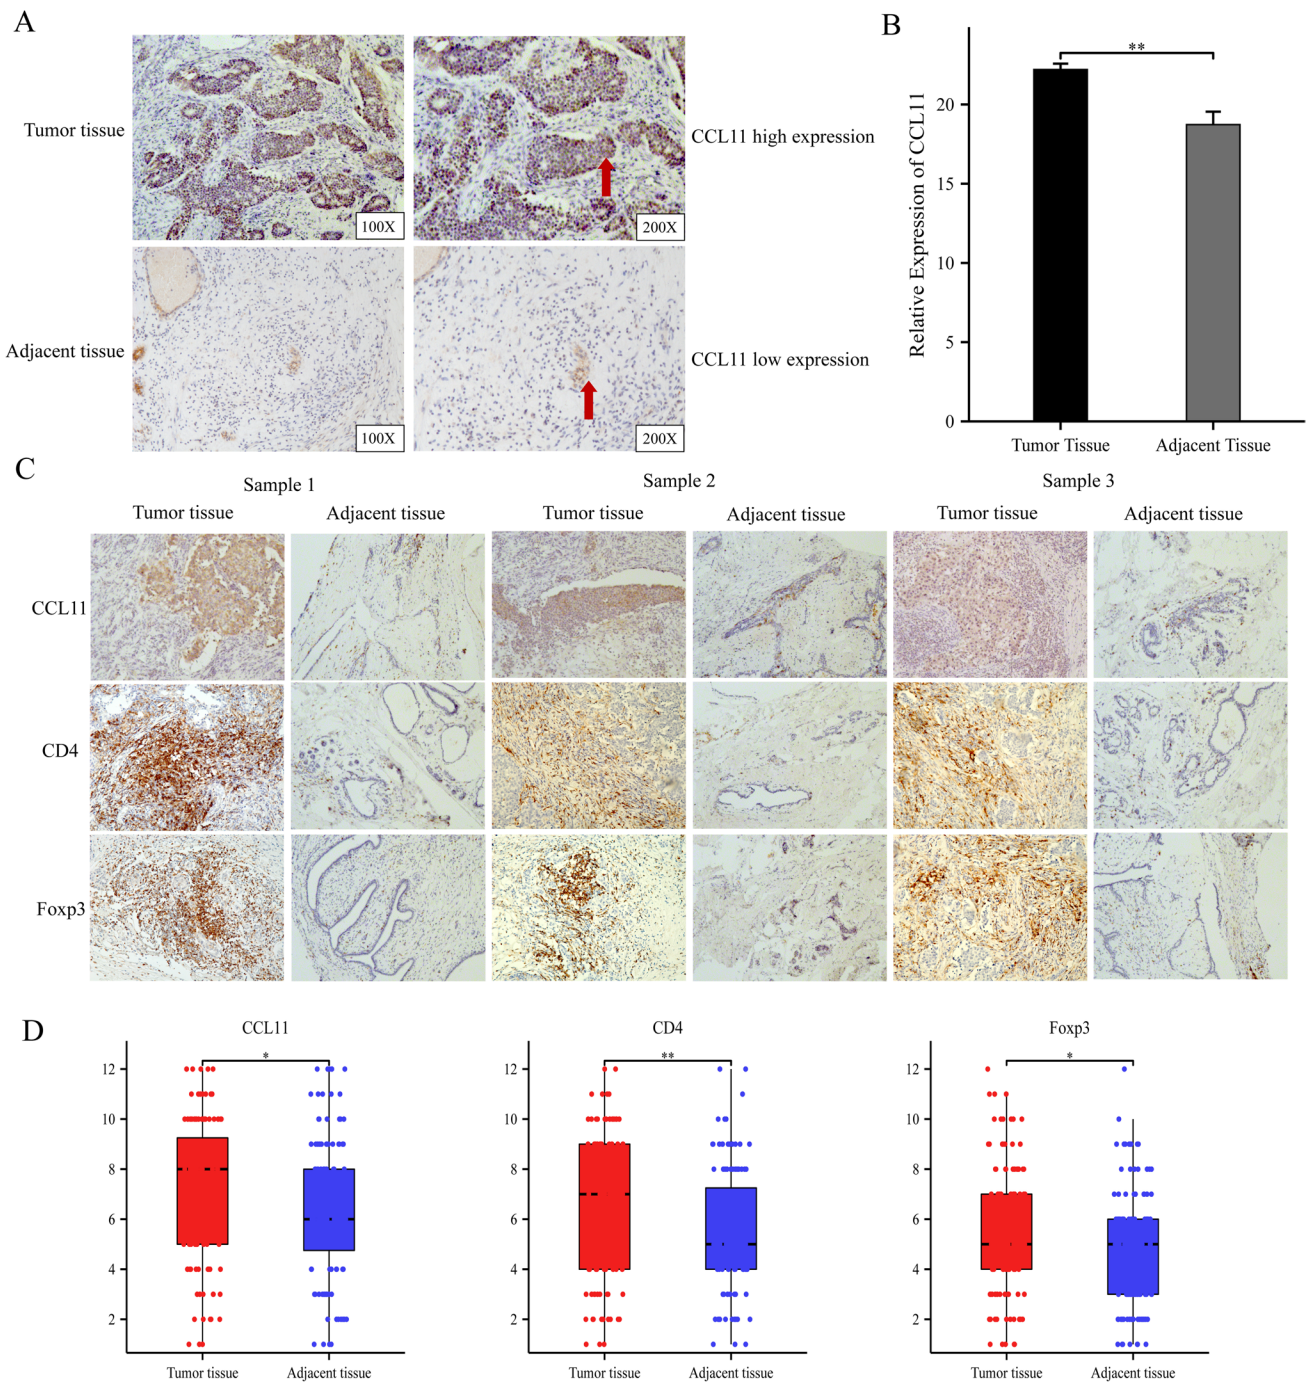 A
Tumor tissue
100X
200X
CCL11 high expression
Adjacent tissue
100X
200X
CCL11 low expression
B
Relative Expression of CCL11
**
20
15
10
5
0
Tumor Tissue
Adjacent Tissue
C
Sample 1
Sample 2
Sample 3
Tumor tissue
Adjacent tissue
Tumor tissue
Adjacent tissue
Tumor tissue
Adjacent tissue
CCL11
CD4
Foxp3
D
CCL11
*
12
10
8
6
4
2
Tumor tissue
Adjacent tissue
CD4
**
12
10
8
6
4
2
Tumor tissue
Adjacent tissue
Foxp3
*
12
10
8
6
4
2
Tumor tissue
Adjacent tissue